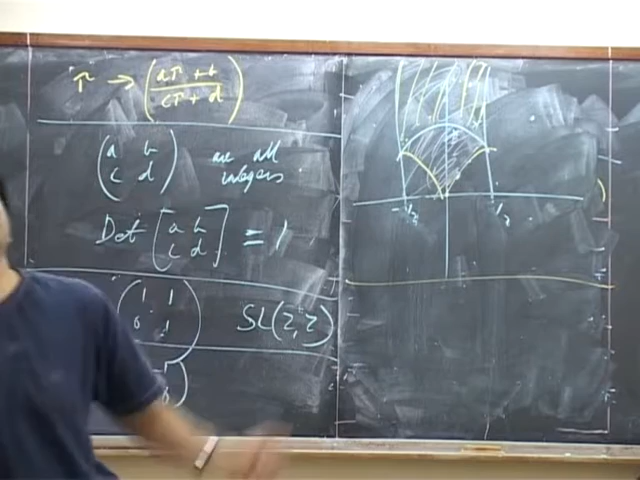 τ → (aτ + b / cτ + d)
(a b
c d) are all
integers
Det [a b
c d] = 1
(1 1
0 1) SL(2, Z)
-1/2 1/2